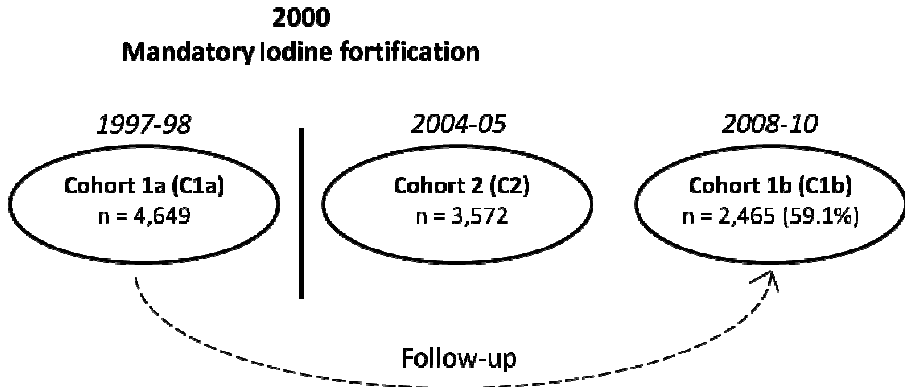 2000
Mandatory Iodine fortification
1997-98
2004-05
2008-10
Cohort 1a (C1a)
n = 4,649
Cohort 2 (C2)
n = 3,572
Cohort 1b (C1b)
n = 2,465 (59.1%)
Follow-up